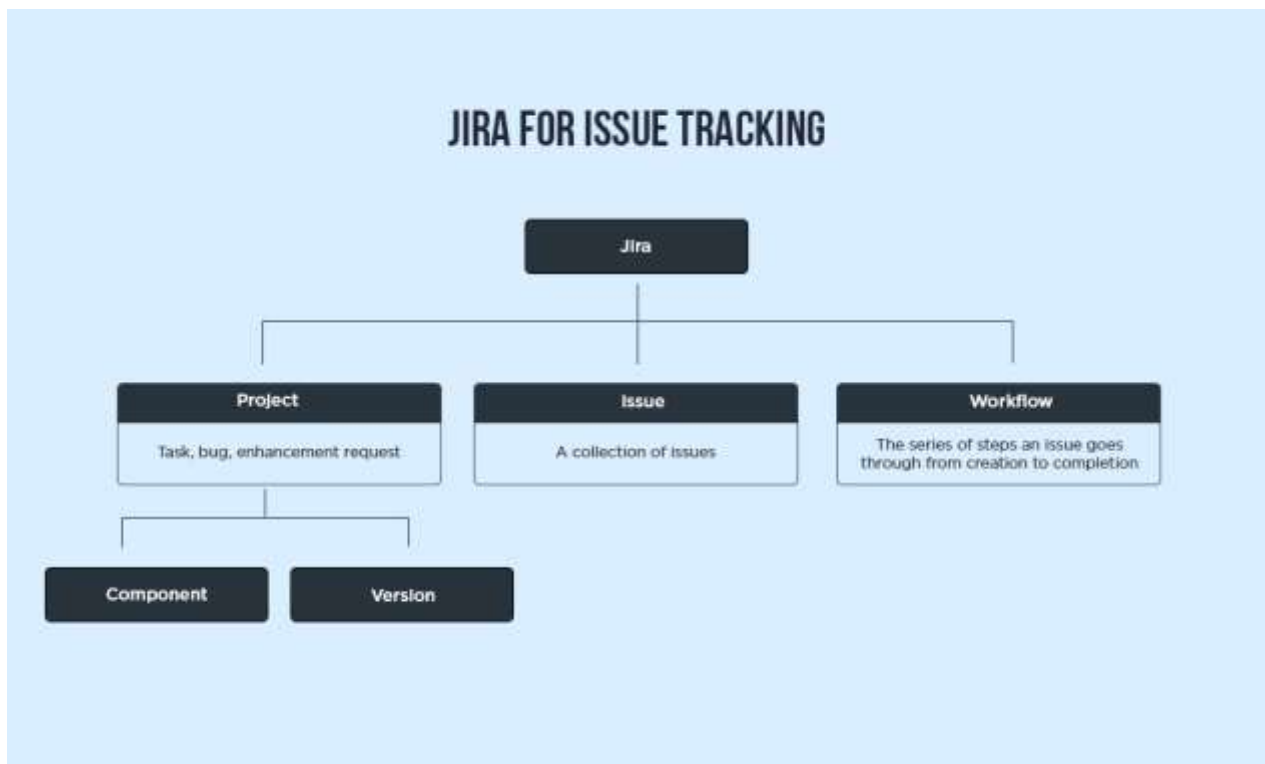 JIRA FOR ISSUE TRACKING
Jira
Project
Task, bug, enhancement request
Issue
A collection of issues
Workflow
The series of steps an issue goes
through from creation to completion
Component
Version